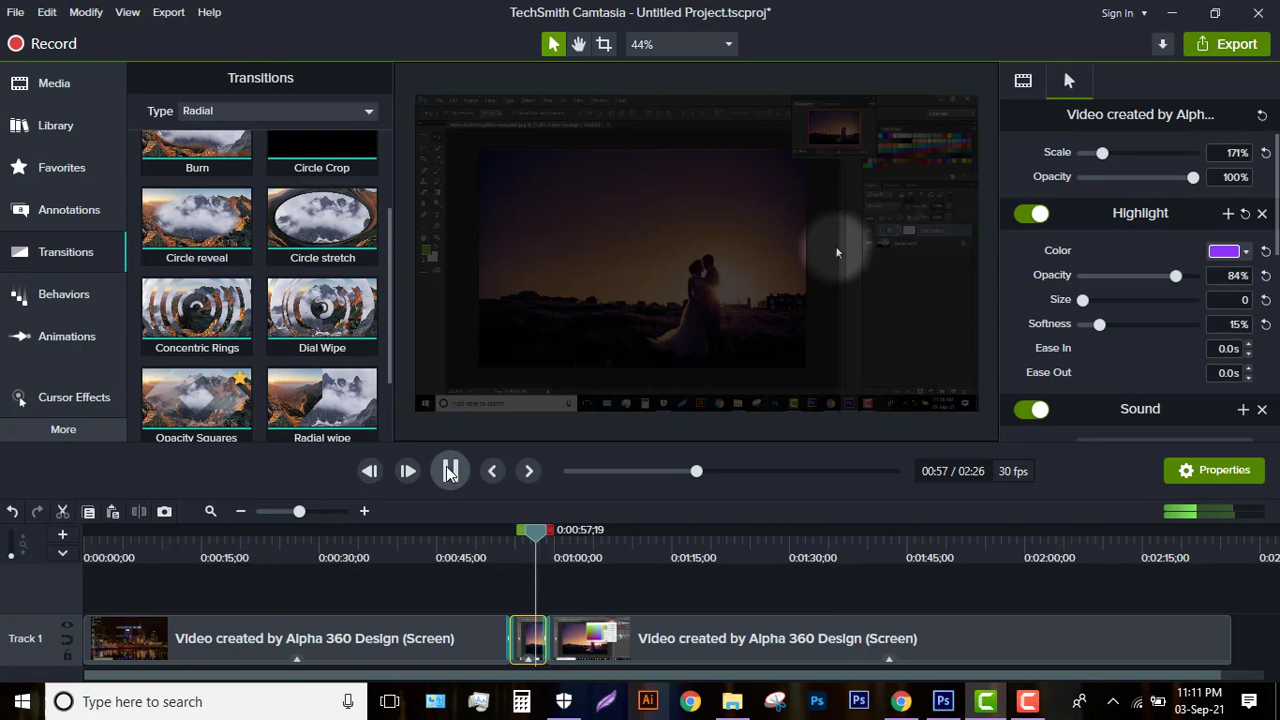 File Edit Modify View Export Help TechSmith Camtasia - Untitled Project.tscproj* Sign In
Record 44% Export
Media
Library
Favorites
Annotations
Transitions
Behaviors
Animations
Cursor Effects
More
Transitions
Type Radial
Burn Circle Crop
Circle reveal Circle stretch
Concentric Rings Dial Wipe
Opacity Squares Radial wipe
Type here to search
VIdeo created by Alph...
Scale 171%
Opacity 100%
Highlight
Color
Opacity 84%
Size 0
Softness 15%
Ease In 0.0s
Ease Out 0.0s
Sound
00:57 / 02:26 30 fps Properties
0:00:57;19
0:00:00;00 0:00:15;00 0:00:30;00 0:00:45;00 0:01:00;00 0:01:15;00 0:01:30;00 0:01:45;00 0:02:00;00 0:02:15;00
Track 1 VIdeo created by Alpha 360 Design (Screen) VIdeo created by Alpha 360 Design (Screen)
Type here to search 11:11 PM
03-Sep-21